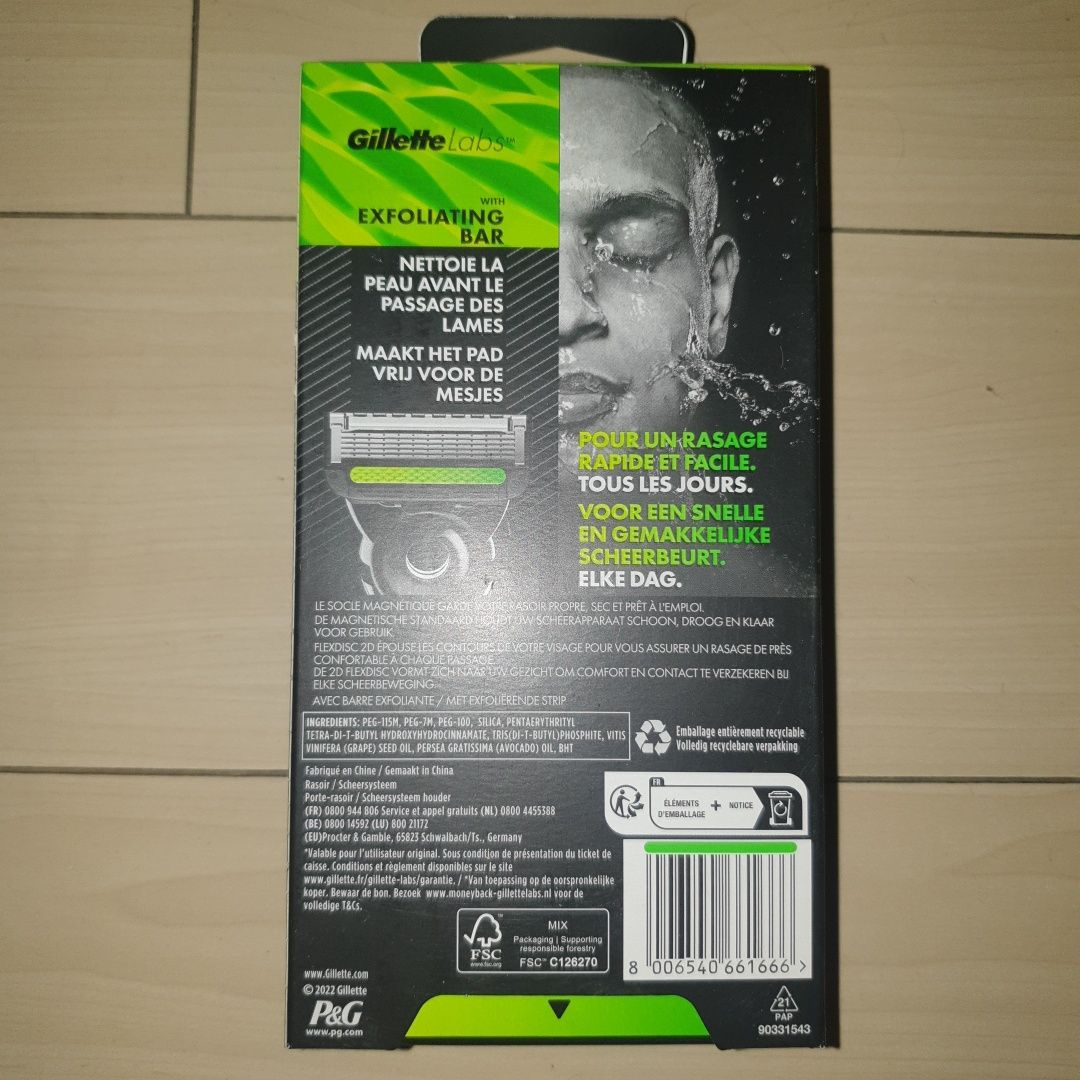 Gillette Labs™
WITH
EXFOLIATING
BAR
NETTOIE LA
PEAU AVANT LE
PASSAGE DES
LAMES
MAAKT HET PAD
VRIJ VOOR DE
MESJES
POUR UN RASAGE
RAPIDE ET FACILE.
TOUS LES JOURS.
VOOR EEN SNELLE
EN GEMAKKELIJKE
SCHEERBEURT.
ELKE DAG.
LE SOCLE MAGNÉTIQUE GARDE VOTRE RASOIR PROPRE, SEC ET PRÊT À L'EMPLOI.
DE MAGNETISCHE STANDAARD HOUDT UW SCHEERAPPARAAT SCHOON, DROOG EN KLAAR
VOOR GEBRUIK.
FLEXDISC 2D ÉPOUSE LES CONTOURS DE VOTRE VISAGE POUR VOUS ASSURER UN RASAGE DE PRÈS
CONFORTABLE À CHAQUE PASSAGE.
DE 2D FLEXDISC VORMT ZICH NAAR UW GEZICHT OM COMFORT EN CONTACT TE VERZEKEREN BIJ
ELKE SCHEERBEWEGING.
AVEC BARRE EXFOLIANTE / MET EXFOLIËRENDE STRIP
INGREDIENTS: PEG-115M, PEG-7M, PEG-100, SILICA, PENTAERYTHRITYL
TETRA-DI-T-BUTYL HYDROXYHYDROCINNAMATE, TRIS(DI-T-BUTYL)PHOSPHITE, VITIS
VINIFERA (GRAPE) SEED OIL, PERSEA GRATISSIMA (AVOCADO) OIL, BHT
Emballage entièrement recyclable
Volledig recyclebare verpakking
Fabriqué en Chine / Gemaakt in China
Rasoir / Scheersysteem
Porte-rasoir / Scheersysteem houder
(FR) 0800 944 806 Service et appel gratuits (NL) 0800 4455388
(BE) 0800 14592 (LU) 800 21172
(EU)Procter & Gamble, 65823 Schwalbach/Ts., Germany
*Valable pour l'utilisateur original. Sous condition de présentation du ticket de
caisse. Conditions et règlement disponibles sur le site
www.gillette.fr/gillette-labs/garantie. / *Van toepassing op de oorspronkelijke
koper. Bewaar de bon. Bezoek www.moneyback-gillettelabs.nl voor de
volledige T&Cs.
FR
ÉLÉMENTS
D'EMBALLAGE
+
NOTICE
FSC
www.fsc.org
MIX
Packaging | Supporting
responsible forestry
FSC™ C126270
8 006540 661666 >
www.Gillette.com
© 2022 Gillette
P&G
www.pg.com
21
PAP
90331543